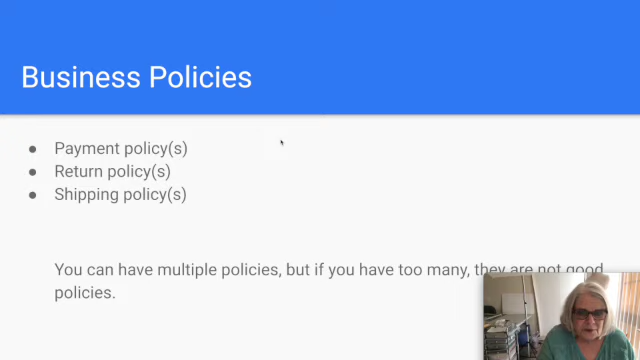 Business Policies
● Payment policy(s)
● Return policy(s)
● Shipping policy(s)
You can have multiple policies, but if you have too many, they are not good
policies.